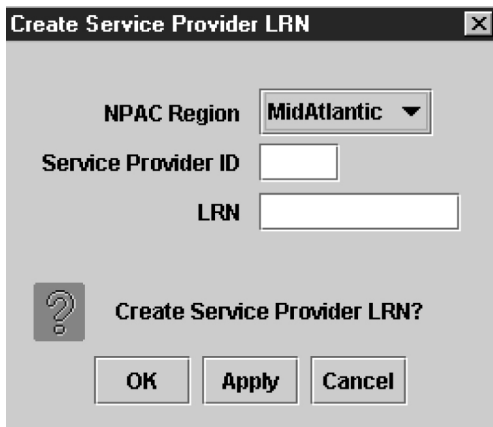 Create Service Provider LRN
NPAC Region MidAtlantic
Service Provider ID
LRN
Create Service Provider LRN?
OK Apply Cancel